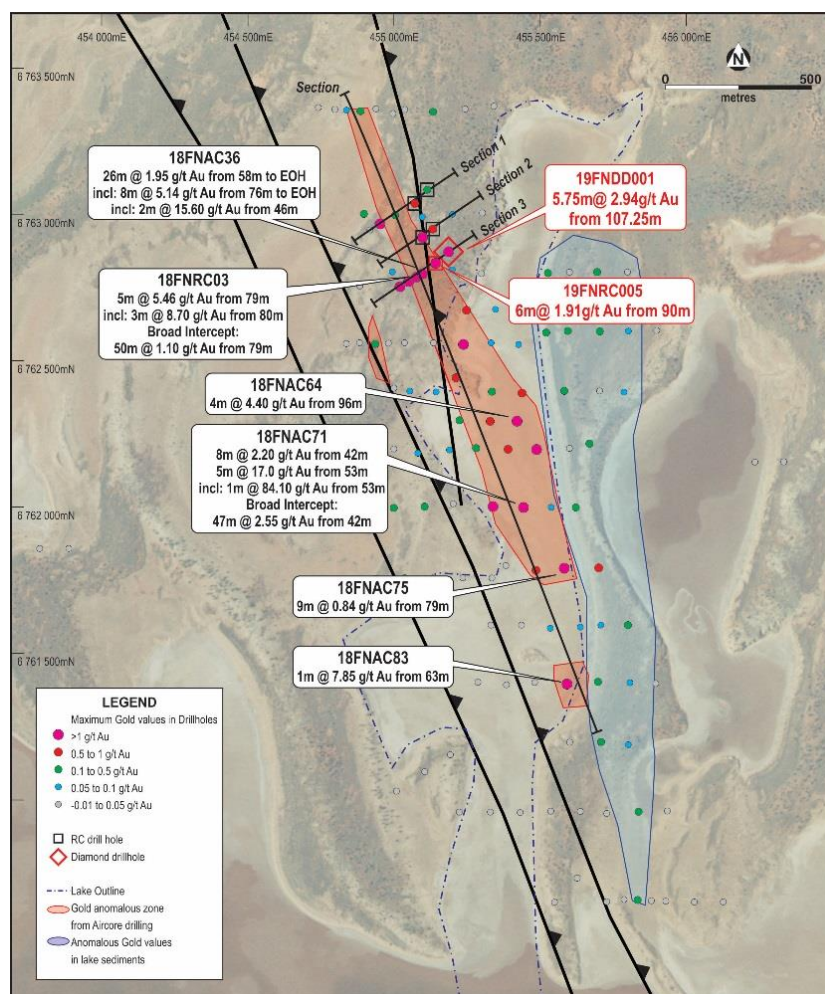 454 000mE
454 500mE
455 000mE
455 500mE
456 000mE
6 763 500mN
6 763 000mN
6 762 500mN
6 762 000mN
6 761 500mN
N
0 500
metres
Section
Section 1
Section 2
Section 3
18FNAC36
26m @ 1.95 g/t Au from 58m to EOH
incl: 8m @ 5.14 g/t Au from 76m to EOH
incl: 2m @ 15.60 g/t Au from 46m
19FNDD001
5.75m@ 2.94g/t Au
from 107.25m
18FNRC03
5m @ 5.46 g/t Au from 79m
incl: 3m @ 8.70 g/t Au from 80m
Broad Intercept:
50m @ 1.10 g/t Au from 79m
19FNRC005
6m@ 1.91g/t Au from 90m
18FNAC64
4m @ 4.40 g/t Au from 96m
18FNAC71
8m @ 2.20 g/t Au from 42m
5m @ 17.0 g/t Au from 53m
incl: 1m @ 84.10 g/t Au from 53m
Broad Intercept:
47m @ 2.55 g/t Au from 42m
18FNAC75
9m @ 0.84 g/t Au from 79m
18FNAC83
1m @ 7.85 g/t Au from 63m
LEGEND
Maximum Gold values in Drillholes
>1 g/t Au
0.5 to 1 g/t Au
0.1 to 0.5 g/t Au
0.05 to 0.1 g/t Au
-0.01 to 0.05 g/t Au
RC drill hole
Diamond drillhole
Lake Outline
Gold anomalous zone
from Aircore drilling
Anomalous Gold values
in lake sediments